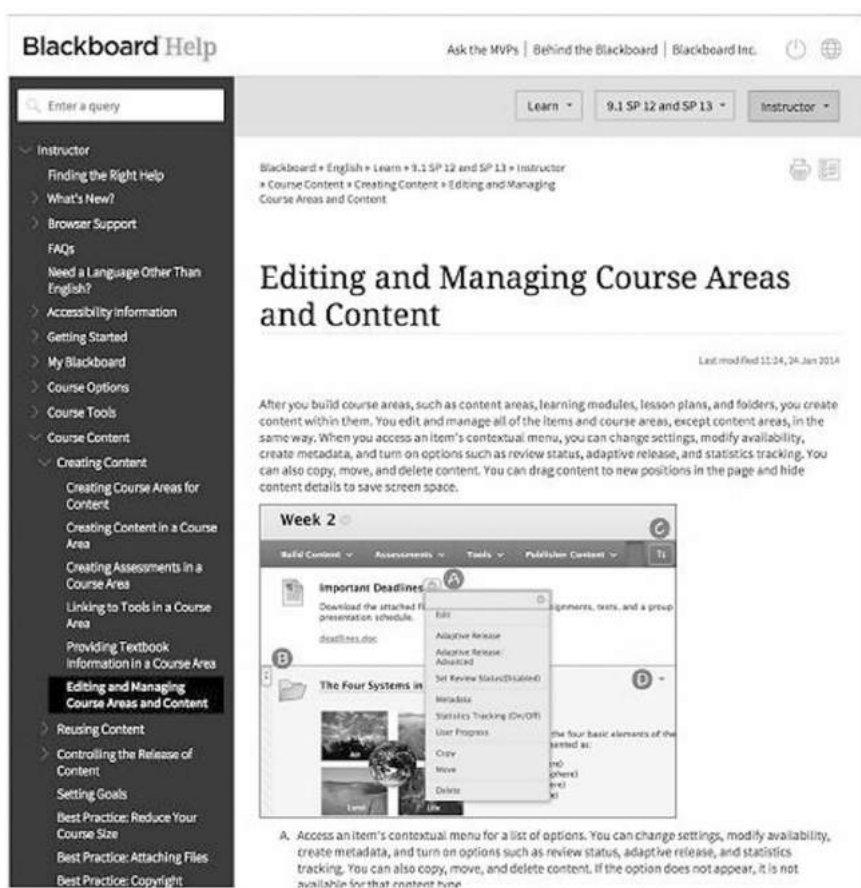 Blackboard Help
Ask the MVPs | Behind the Blackboard | Blackboard Inc.
Enter a query
Learn
9.1 SP 12 and SP 13
Instructor
Instructor
Finding the Right Help
What's New?
Browser Support
FAQs
Need a Language Other Than
English?
Accessibility Information
Getting Started
My Blackboard
Course Options
Course Tools
Course Content
Creating Content
Creating Course Areas for
Content
Creating Content in a Course
Area
Creating Assessments in a
Course Area
Linking to Tools in a Course
Area
Providing Textbook
Information in a Course Area
Editing and Managing
Course Areas and Content
Reusing Content
Controlling the Release of
Content
Setting Goals
Best Practice: Reduce Your
Course Size
Best Practice: Attaching Files
Best Practice: Copyright
Blackboard » English » Learn » 9.1 SP 12 and SP 13 » Instructor
» Course Content » Creating Content » Editing and Managing
Course Areas and Content
Editing and Managing Course Areas
and Content
Last modified 11:24, 24 Jan 2014
After you build course areas, such as content areas, learning modules, lesson plans, and folders, you create
content within them. You edit and manage all of the items and course areas, except content areas, in the
same way. When you access an item's contextual menu, you can change settings, modify availability,
create metadata, and turn on options such as review status, adaptive release, and statistics tracking. You
can also copy, move, and delete content. You can drag content to new positions in the page and hide
content details to save screen space.
Week 2
C
Build Content
Assessments
Tools
Publisher Content
Important Deadlines
A
Download the attached
signments, tests, and a group
presentation schedule.
deadlines.doc
B
The Four Systems in
D
Edit
Adaptive Release
Adaptive Release:
Advanced
Set Review Status(Disabled)
Metadata
Statistics Tracking (On/Off)
User Progress
Copy
Move
Delete
the four basic elements of the
ented as:
ere)
sphere)
re)
e)
Air
Land
Life
A. Access an item's contextual menu for a list of options. You can change settings, modify availability,
create metadata, and turn on options such as review status, adaptive release, and statistics
tracking. You can also copy, move, and delete content. If the option does not appear, it is not
available for that content type.